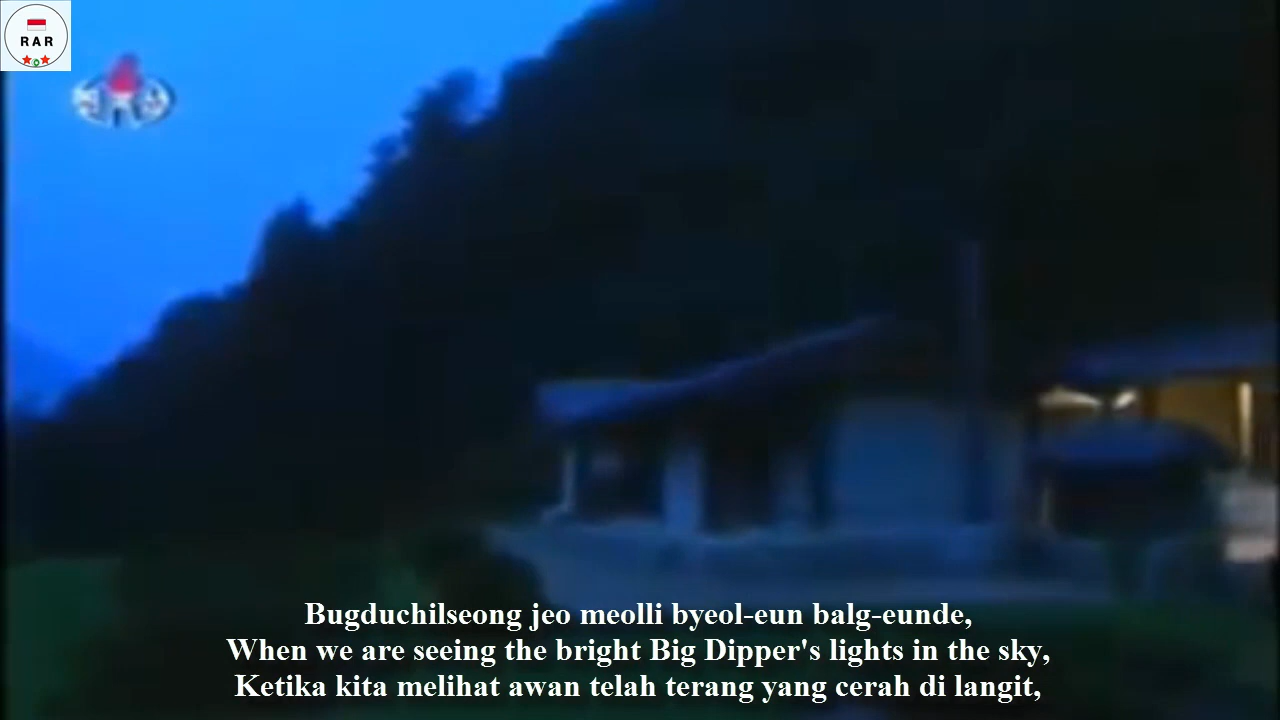 RAR
Bugduchilseong jeo meolli byeol-eun balg-eunde,
When we are seeing the bright Big Dipper's lights in the sky,
Ketika kita melihat awan telah terang yang cerah di langit,